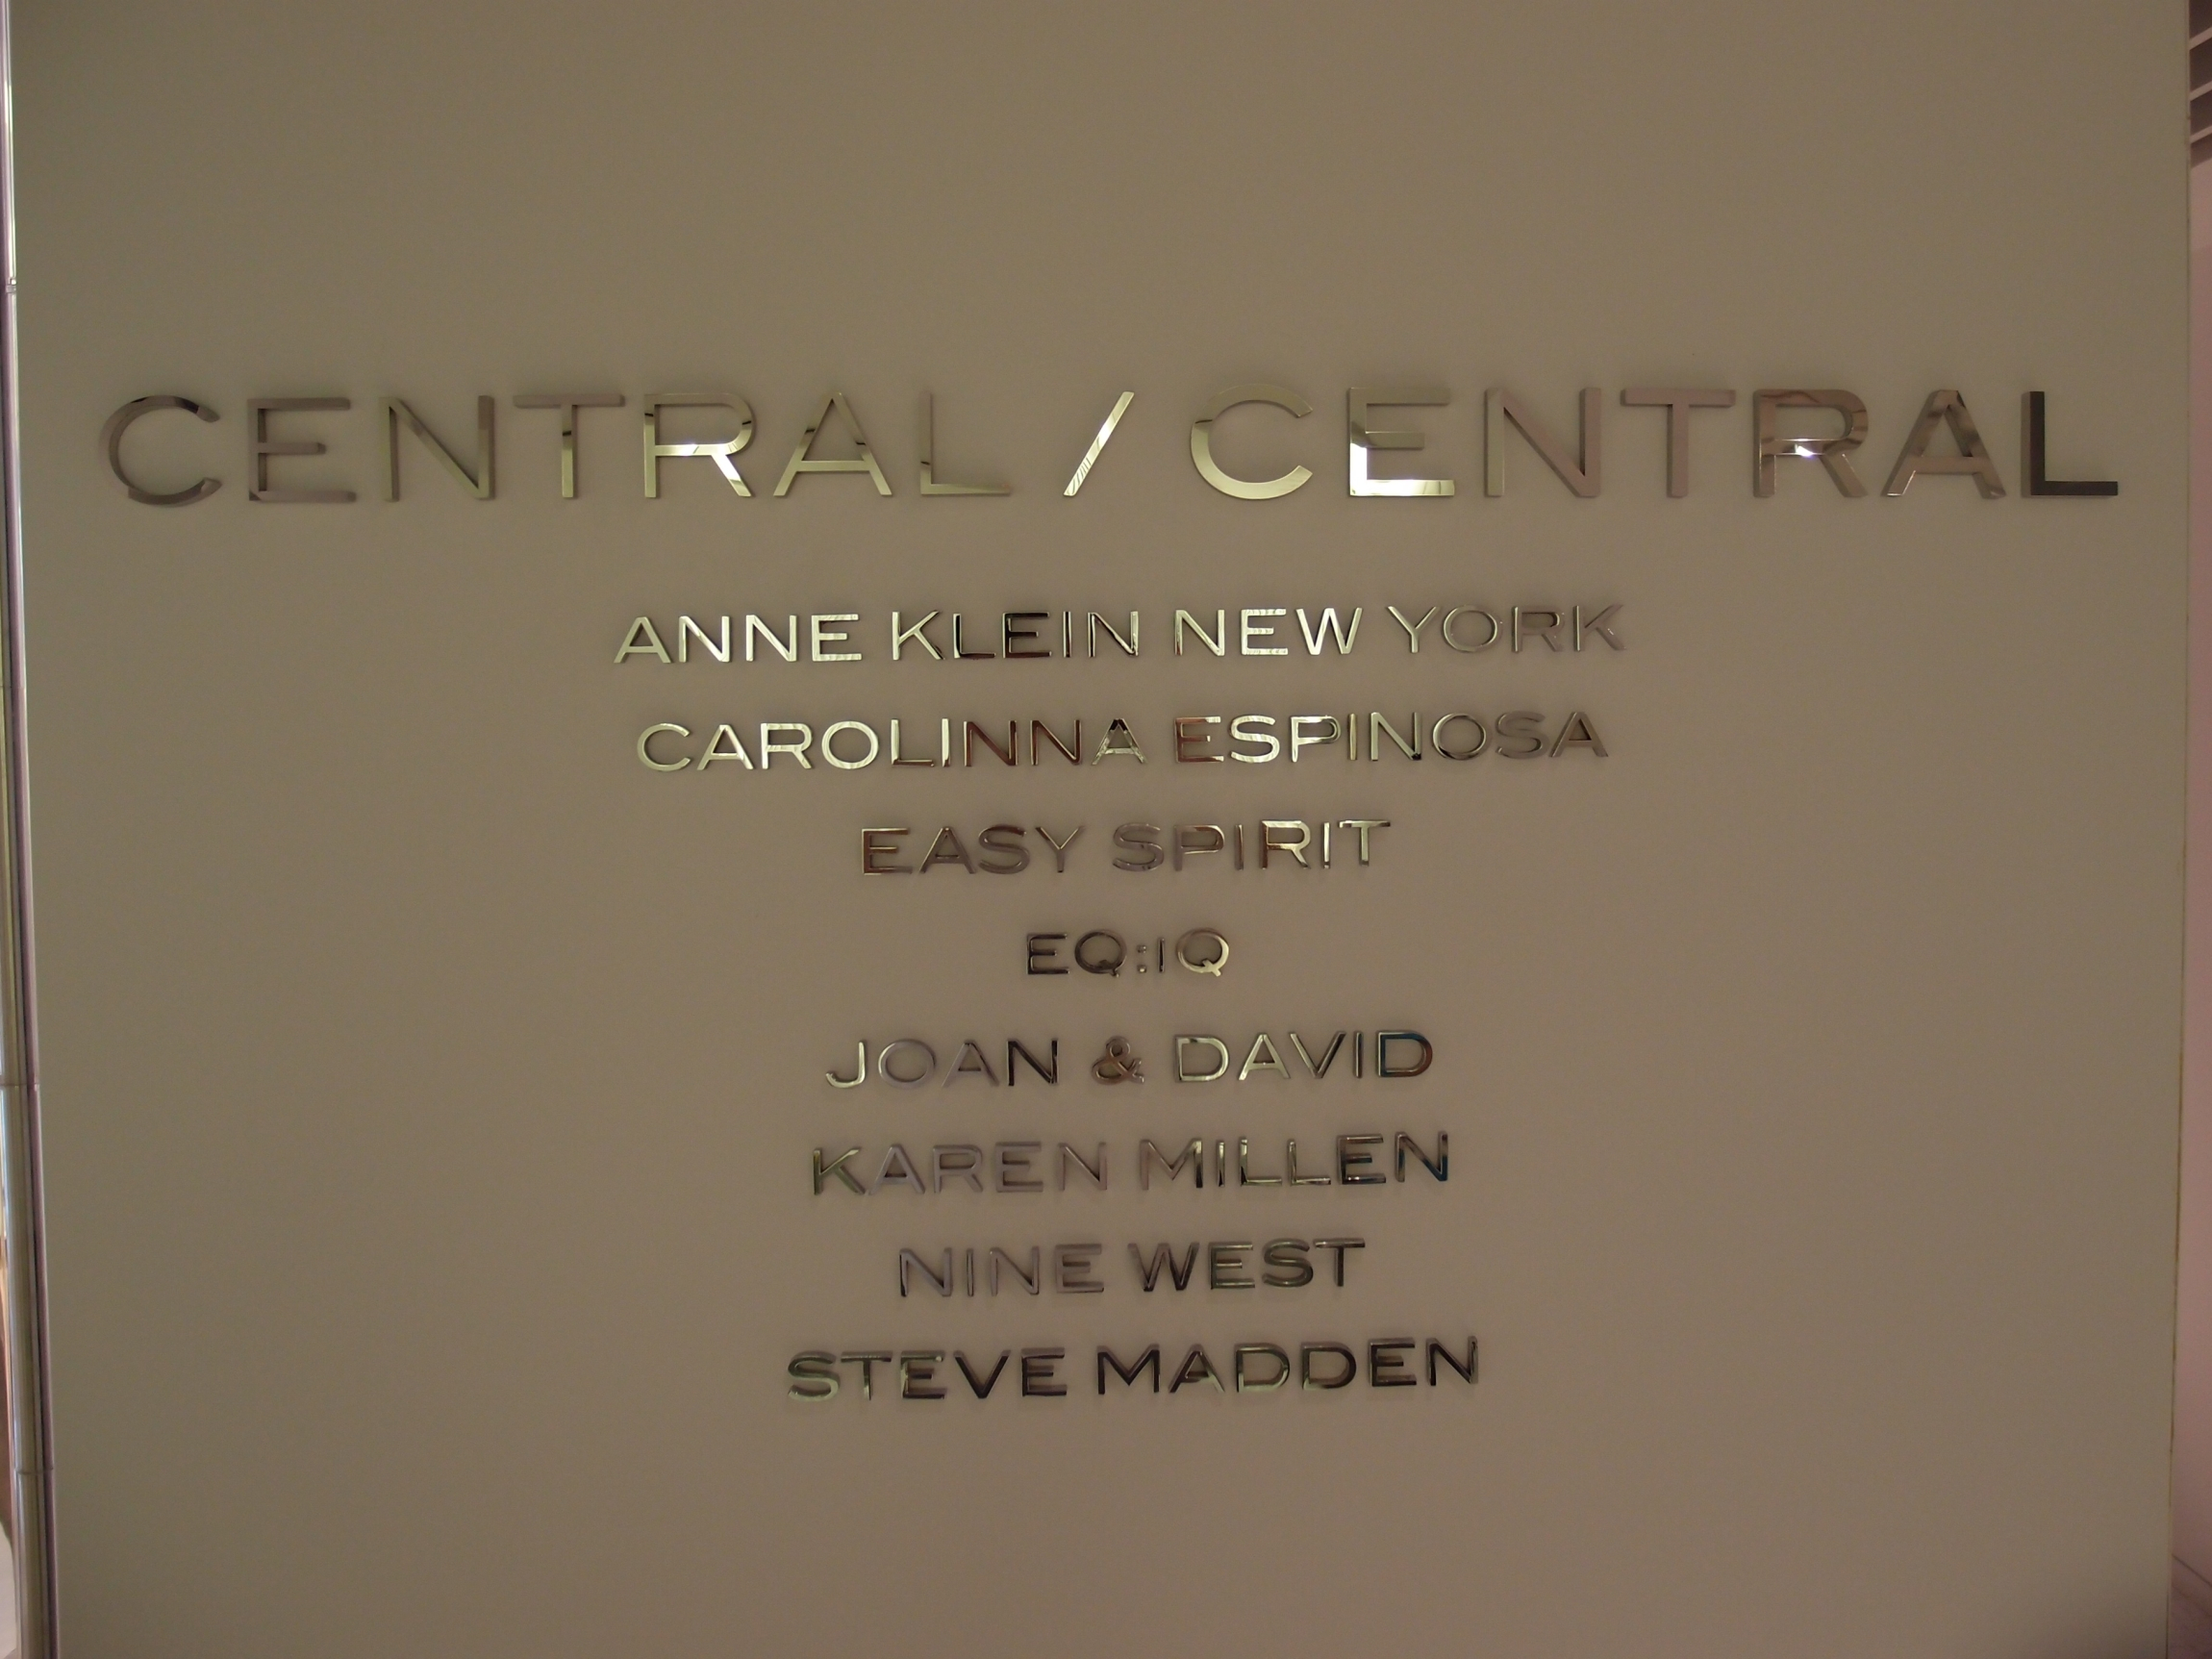 CENTRAL / CENTRAL
ANNE KLEIN NEW YORK
CAROLINNA ESPINOSA
EASY SPIRIT
EQ:IQ
JOAN & DAVID
KAREN MILLEN
NINE WEST
STEVE MADDEN